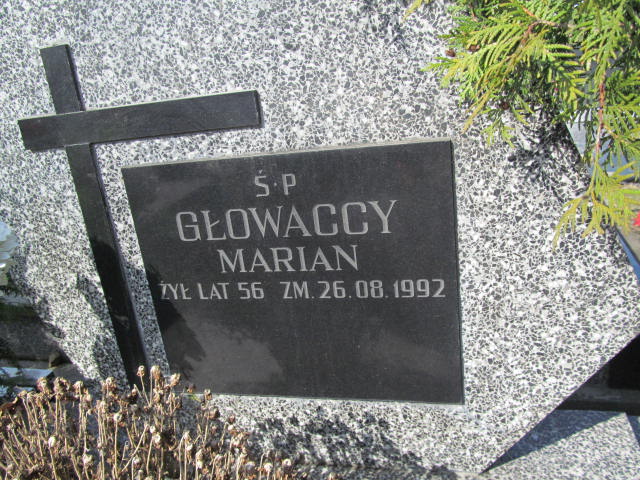 Ś.P
GŁOWACCY
MARIAN
ŻYŁ LAT 56 ZM. 26.08.1992